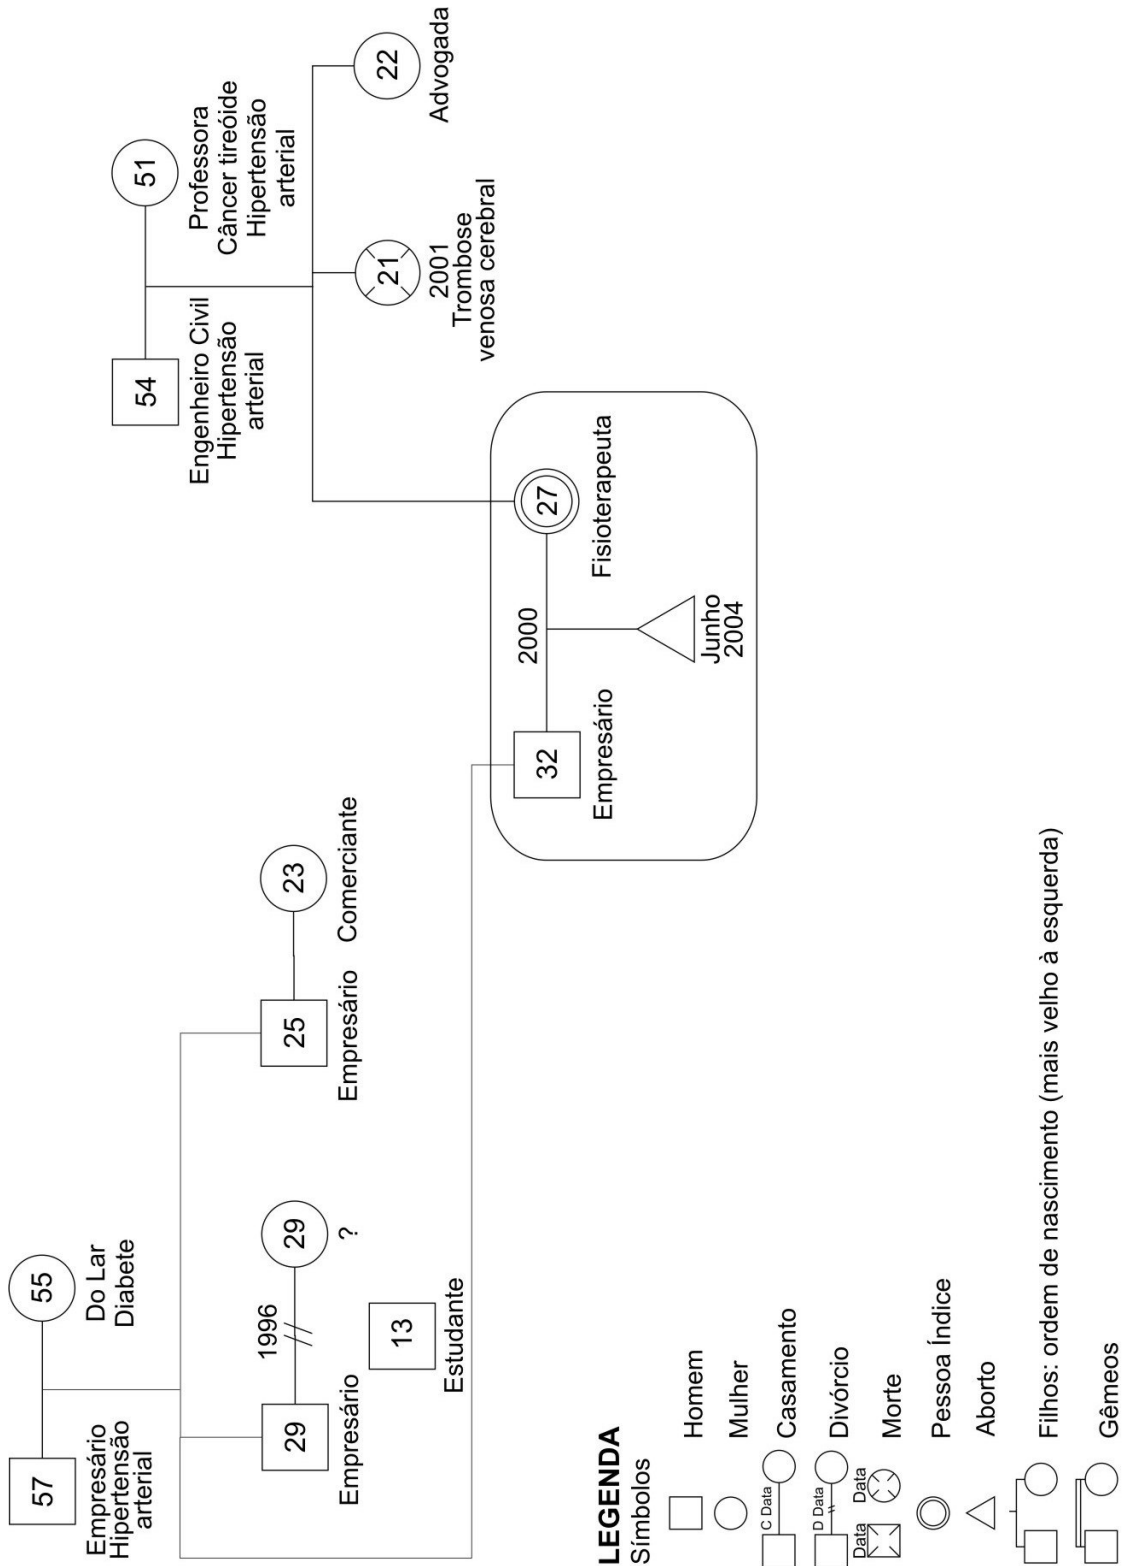 57
Empresário
Hipertensão
arterial
55
Do Lar
Diabete
29
Empresário
1996
29
?
13
Estudante
25
Empresário
23
Comerciante
54
Engenheiro Civil
Hipertensão
arterial
51
Professora
Câncer tireóide
Hipertensão
arterial
21
2001
Trombose
venosa cerebral
22
Advogada
32
Empresário
2000
27
Fisioterapeuta
Junho
2004
LEGENDA
Símbolos
Homem
Mulher
C Data
Casamento
D Data
Divórcio
Data
Data
Morte
Pessoa Índice
Aborto
Filhos: ordem de nascimento (mais velho à esquerda)
Gêmeos